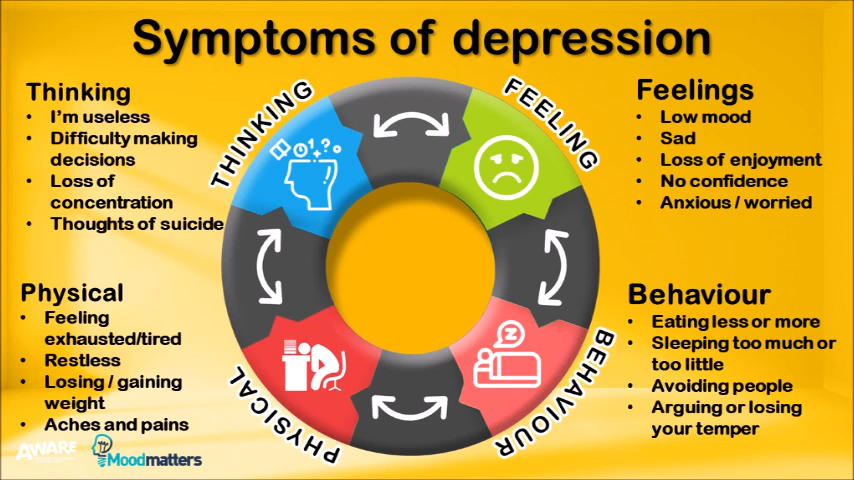 Symptoms of depression
Thinking
• I'm useless
• Difficulty making
decisions
• Loss of
concentration
• Thoughts of suicide
THINKING
FEELING
Feelings
• Low mood
• Sad
• Loss of enjoyment
• No confidence
• Anxious / worried
Physical
• Feeling
exhausted/tired
• Restless
• Losing / gaining
weight
• Aches and pains
PHYSICAL
BEHAVIOUR
Behaviour
• Eating less or more
• Sleeping too much or
too little
• Avoiding people
• Arguing or losing
your temper
Z
1 + ?
AWARE
Moodmatters